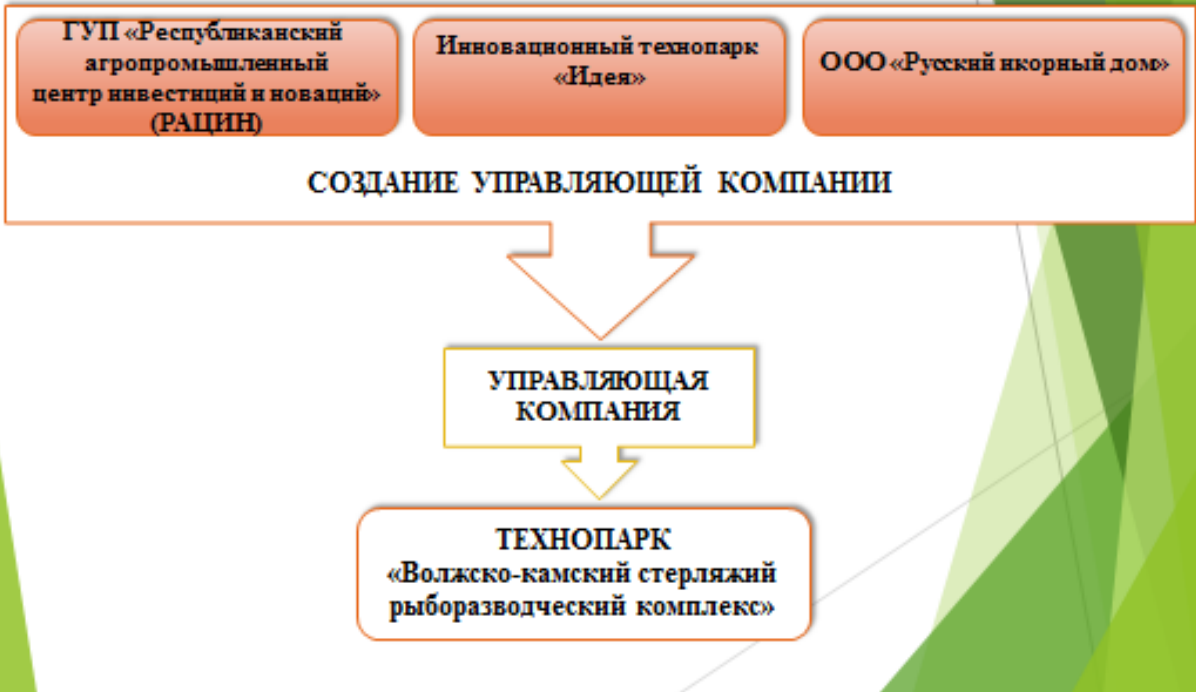 ГУП «Республиканский
агропромышленный
центр инвестиций и новаций»
(РАЦИН)
Инновационный технопарк
«Идея»
ООО «Русский икорный дом»
СОЗДАНИЕ УПРАВЛЯЮЩЕЙ КОМПАНИИ
УПРАВЛЯЮЩАЯ
КОМПАНИЯ
ТЕХНОПАРК
«Волжско-камский стерляжий
рыборазводческий комплекс»